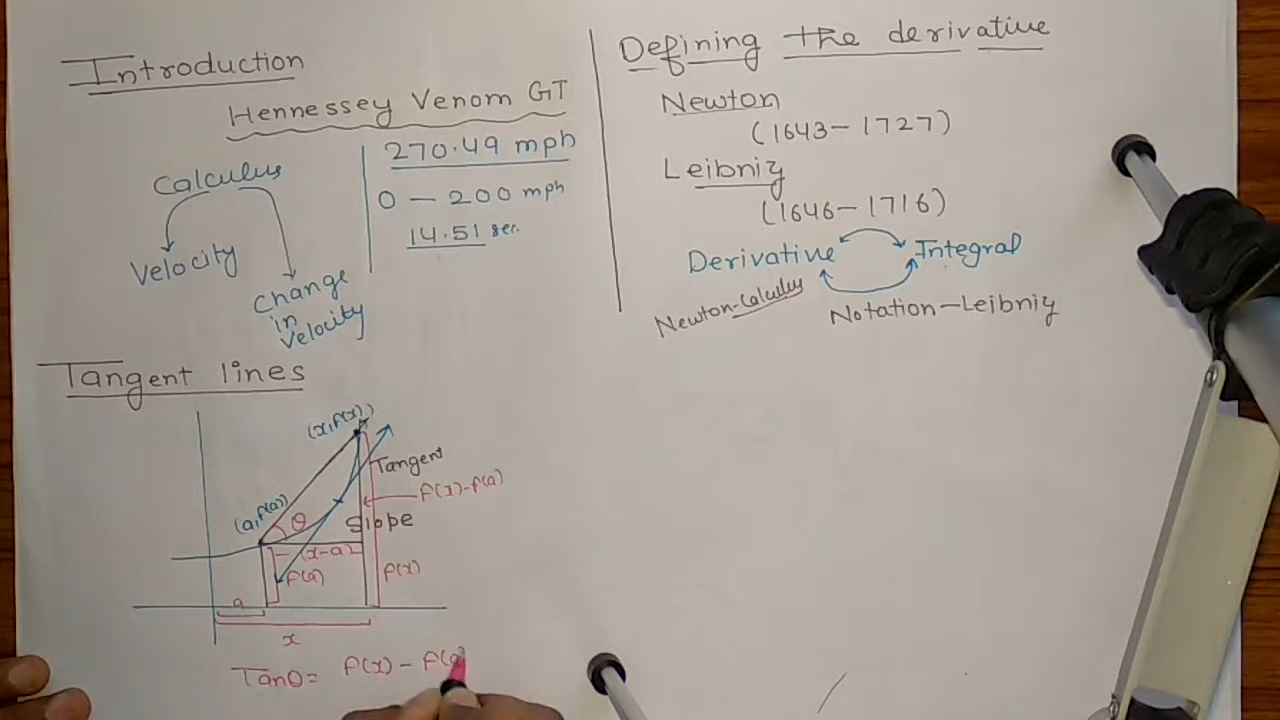 Introduction
Hennessey Venom GT
Calculus
Velocity
Change
in
velocity
270.49 mph
0 — 200 mph
14.51 sec.
Defining the derivative
Newton
(1643 - 1727)
Leibniz
(1646 - 1716)
Derivative Integral
Newton-Calculus
Notation-Leibniz
Tangent lines
(x, f(x))
Tangent
f(x)-f(a)
(a, f(a))
θ
Slope
(x-a)
f(a)
f(x)
a
x
Tanθ = f(x) - f(a)